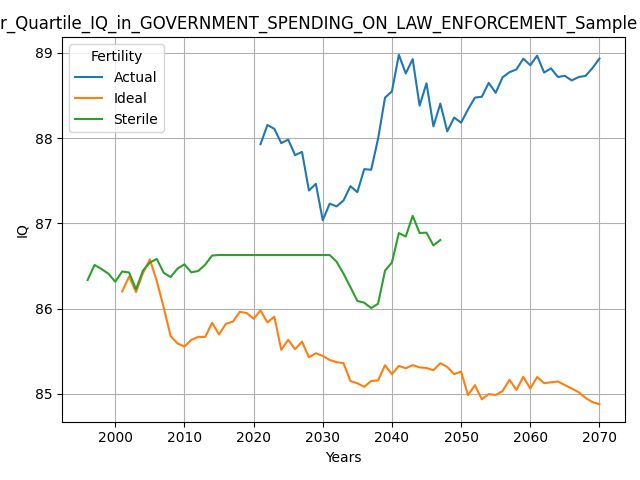 r_Quartile_IQ_in_GOVERNMENT_SPENDING_ON_LAW_ENFORCEMENT_Sample
Fertility
Actual
Ideal
Sterile
89
88
87
86
85
IQ
2000 2010 2020 2030 2040 2050 2060 2070
Years